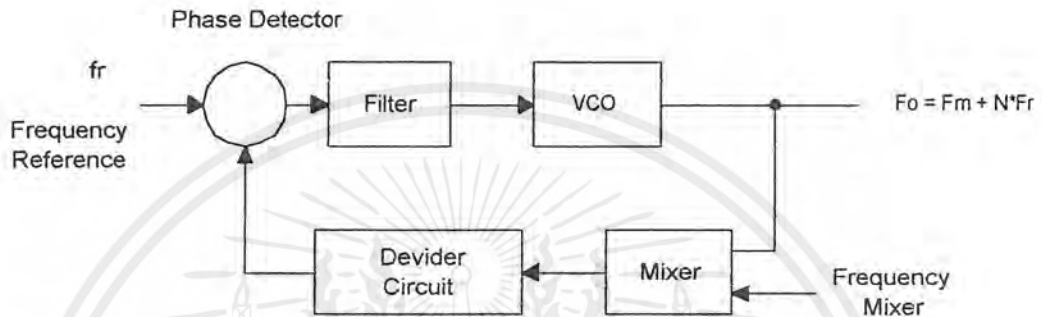 Phase Detector
fr
Frequency
Reference
Filter
VCO
Fo = Fm + N*Fr
Devider
Circuit
Mixer
Frequency
Mixer